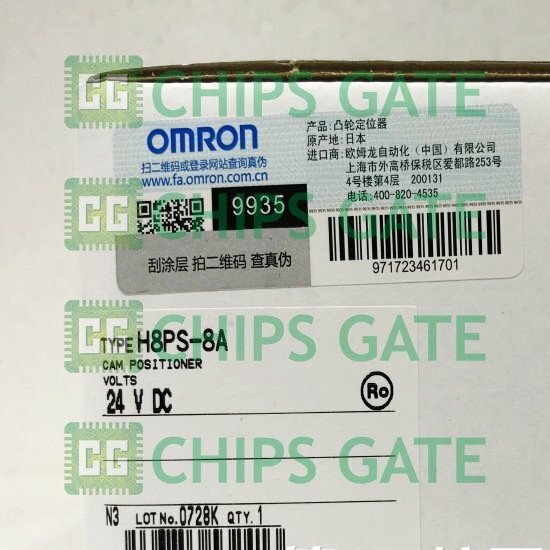 CHIPS GATE
OMRON
扫二维码或登录网站查询真伪
www.fa.omron.com.cn
9935
刮涂层 扫二维码 查真伪
产品: 凸轮定位器
原产地: 日本
进口商: 欧姆龙自动化（中国）有限公司
上海市外高桥保税区爱都路253号
4号楼第4层 200131
电话:400-820-4535
971723461701
CHIPS GATE
CHIPS GATE
TYPE H8PS-8A
CAM POSITIONER
VOLTS
24 V DC
Ro
CHIPS GATE
N3 LOT No. 0728K QTY. 1